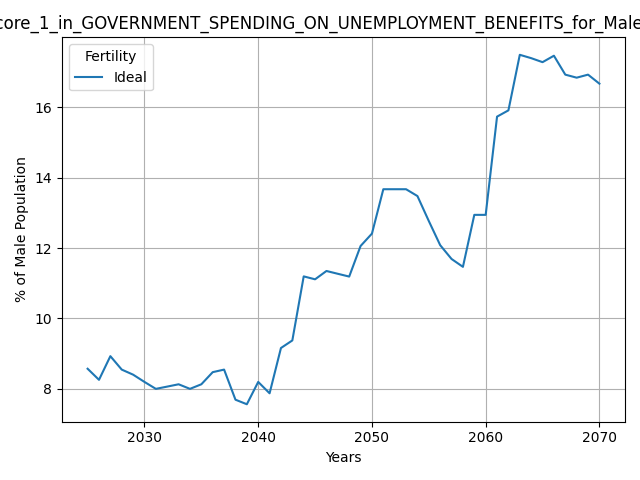 core_1_in_GOVERNMENT_SPENDING_ON_UNEMPLOYMENT_BENEFITS_for_Male
Fertility
Ideal
% of Male Population
16
14
12
10
8
2030 2040 2050 2060 2070
Years